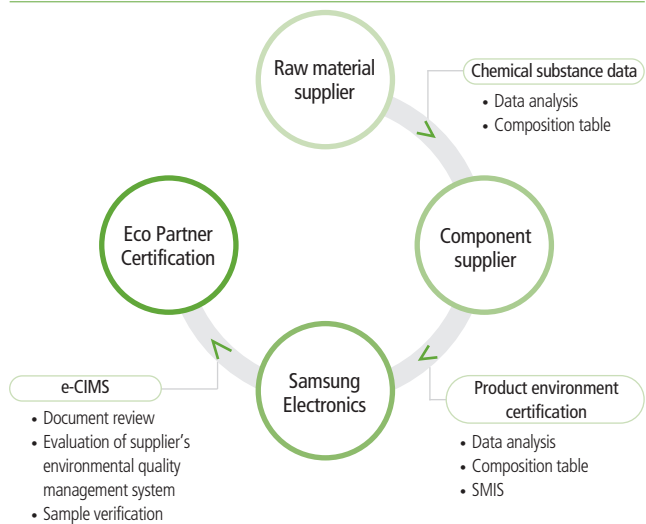 Raw material
supplier
Chemical substance data
• Data analysis
• Composition table
Eco Partner
Certification
Component
supplier
Samsung
Electronics
e-CIMS
• Document review
• Evaluation of supplier's
environmental quality
management system
• Sample verification
Product environment
certification
• Data analysis
• Composition table
• SMIS